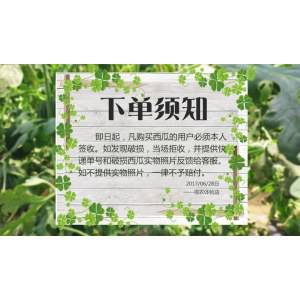 下单须知
即日起，凡购买西瓜的用户必须本人
签收。如发现破损，当场拒收，并提供快
递单号和破损西瓜实物照片反馈给客服。
如不提供实物照片，一律不予赔付。
2017/06/28日